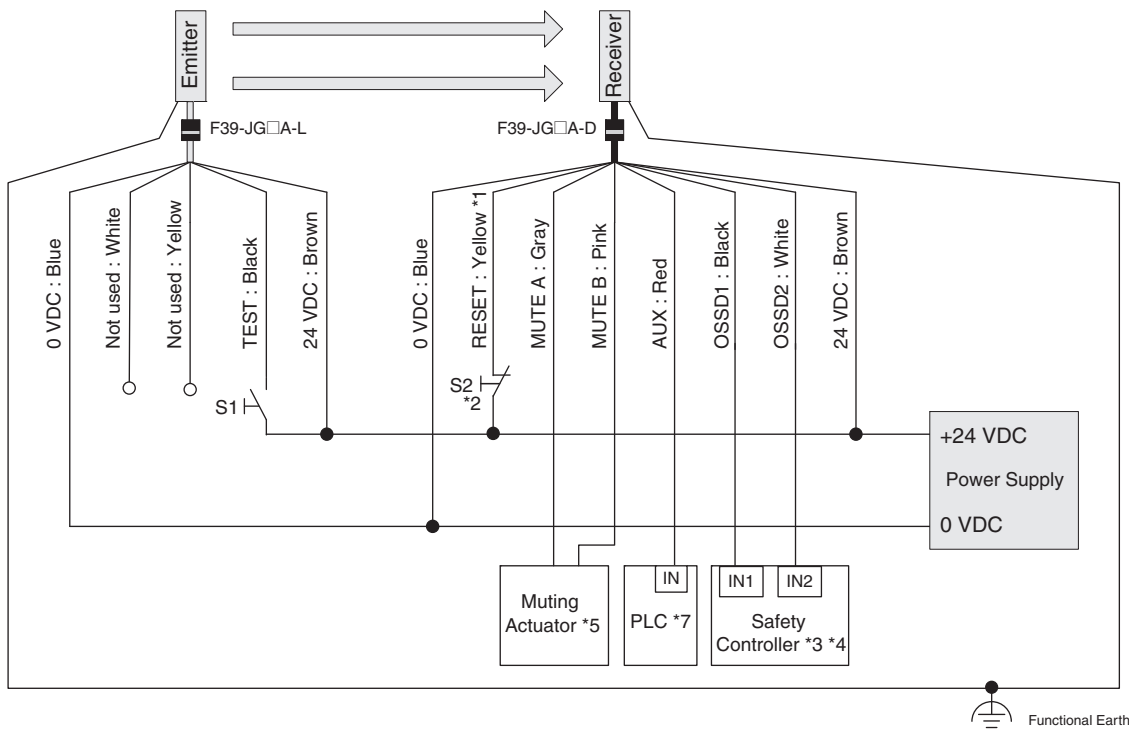 Emitter
Receiver
F39-JG□A-L
F39-JG□A-D
0 VDC : Blue
Not used : White
Not used : Yellow
TEST : Black
24 VDC : Brown
0 VDC : Blue
RESET : Yellow *1
MUTE A : Gray
MUTE B : Pink
AUX : Red
OSSD1 : Black
OSSD2 : White
24 VDC : Brown
S1
S2
*2
+24 VDC
Power Supply
0 VDC
IN
IN1
IN2
Muting
Actuator *5
PLC *7
Safety
Controller *3 *4
Functional Earth